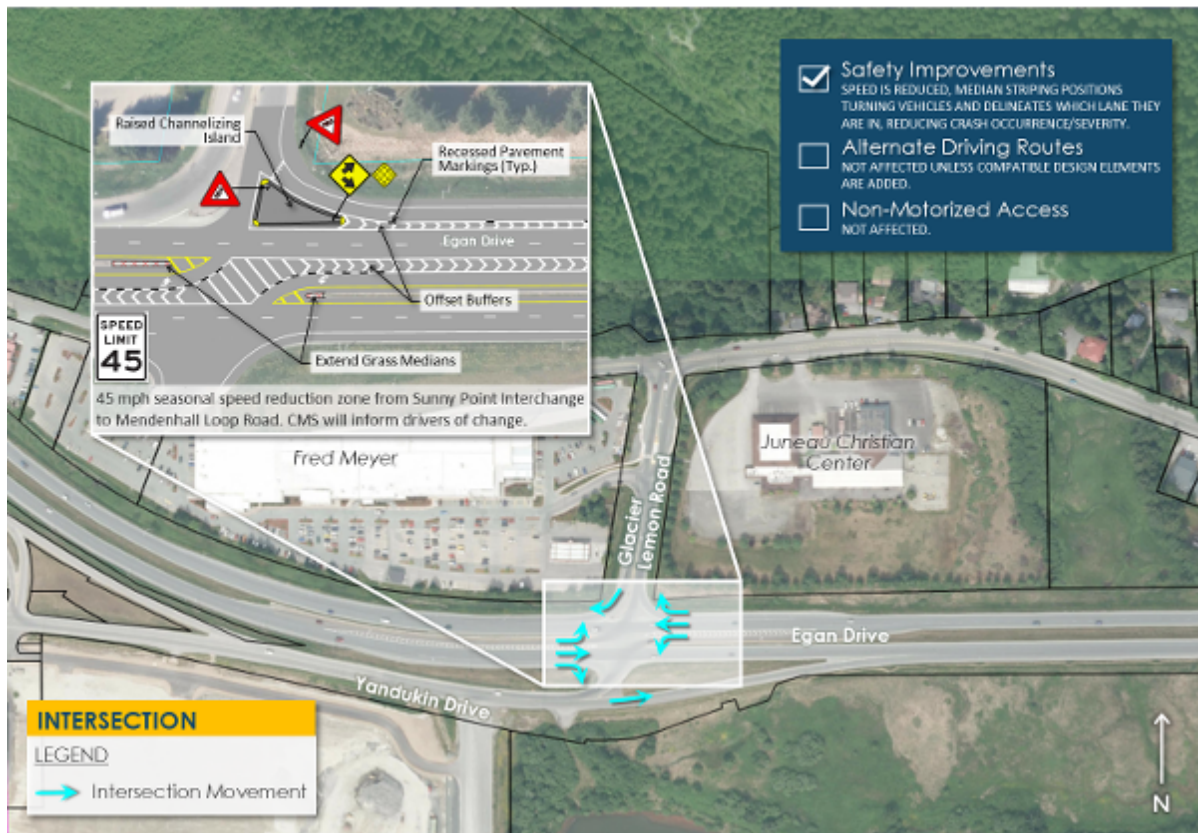 Safety Improvements
SPEED IS REDUCED, MEDIAN STRIPING POSITIONS
TURNING VEHICLES AND DELINEATES WHICH LANE THEY
ARE IN, REDUCING CRASH OCCURRENCE/SEVERITY.
Alternate Driving Routes
NOT AFFECTED UNLESS COMPATIBLE DESIGN ELEMENTS
ARE ADDED.
Non-Motorized Access
NOT AFFECTED.
Raised Channelizing
Island
Recessed Pavement
Markings (Typ.)
Egan Drive
Offset Buffers
SPEED
LIMIT
45
Extend Grass Medians
45 mph seasonal speed reduction zone from Sunny Point Interchange
to Mendenhall Loop Road. CMS will inform drivers of change.
Fred Meyer
Juneau Christian
Center
Glacier
Lemon Road
Egan Drive
Yandukin Drive
INTERSECTION
LEGEND
Intersection Movement
N